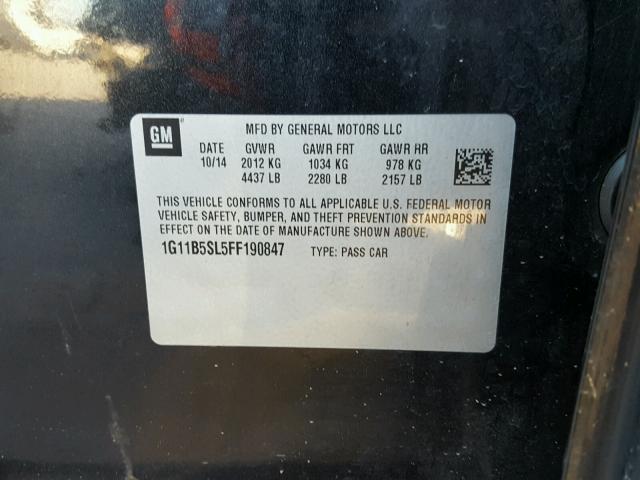 GM
MFD BY GENERAL MOTORS LLC
DATE GVWR GAWR FRT GAWR RR
10/14 2012 KG 1034 KG 978 KG
4437 LB 2280 LB 2157 LB
THIS VEHICLE CONFORMS TO ALL APPLICABLE U.S. FEDERAL MOTOR
VEHICLE SAFETY, BUMPER, AND THEFT PREVENTION STANDARDS IN
EFFECT ON THE DATE OF MANUFACTURE SHOWN ABOVE.
1G11B5SL5FF190847 TYPE: PASS CAR